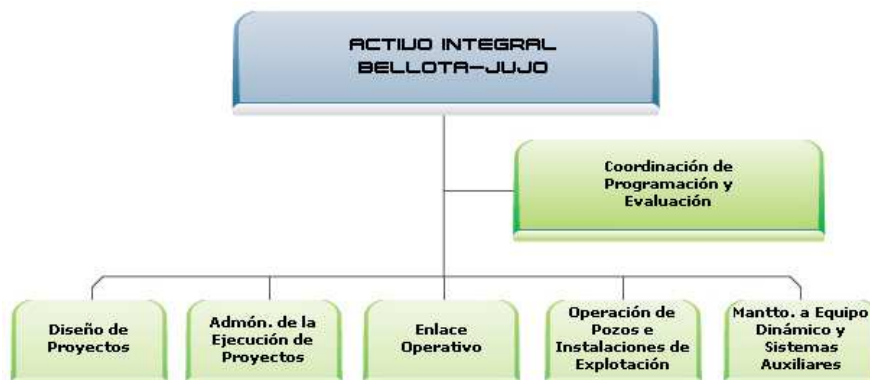 ACTIVO INTEGRAL
BELLOTA-JUJO
Coordinación de
Programación y
Evaluación
Diseño de
Proyectos
Admón. de la
Ejecución de
Proyectos
Enlace
Operativo
Operación de
Pozos e
Instalaciones de
Explotación
Mantto. a Equipo
Dinámico y
Sistemas
Auxiliares